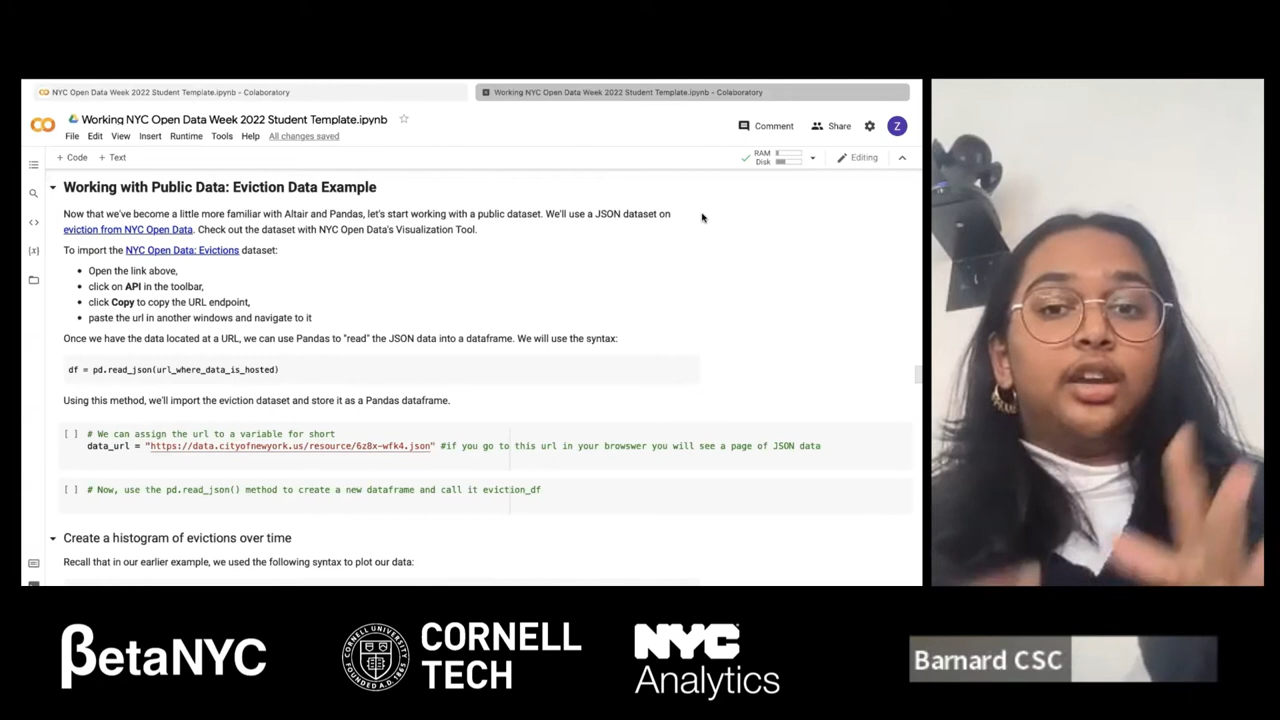 NYC Open Data Week 2022 Student Template.ipynb - Colaboratory
Working NYC Open Data Week 2022 Student Template.ipynb - Colaboratory
Working NYC Open Data Week 2022 Student Template.ipynb
Comment
Share
Z
File Edit View Insert Runtime Tools Help All changes saved
+ Code + Text
RAM
Disk
Editing
Working with Public Data: Eviction Data Example
Now that we've become a little more familiar with Altair and Pandas, let's start working with a public dataset. We'll use a JSON dataset on
eviction from NYC Open Data. Check out the dataset with NYC Open Data's Visualization Tool.
To import the NYC Open Data: Evictions dataset:
• Open the link above,
• click on API in the toolbar,
• click Copy to copy the URL endpoint,
• paste the url in another windows and navigate to it
Once we have the data located at a URL, we can use Pandas to "read" the JSON data into a dataframe. We will use the syntax:
df = pd.read_json(url_where_data_is_hosted)
Using this method, we'll import the eviction dataset and store it as a Pandas dataframe.
[ ] # We can assign the url to a variable for short
data_url = "https://data.cityofnewyork.us/resource/6z8x-wfk4.json" #if you go to this url in your browswer you will see a page of JSON data
[ ] # Now, use the pd.read_json() method to create a new dataframe and call it eviction_df
Create a histogram of evictions over time
Recall that in our earlier example, we used the following syntax to plot our data:
βetaNYC
CORNELL UNIVERSITY
FOUNDED A.D. 1865
CORNELL
TECH
NYC
Analytics
Barnard CSC